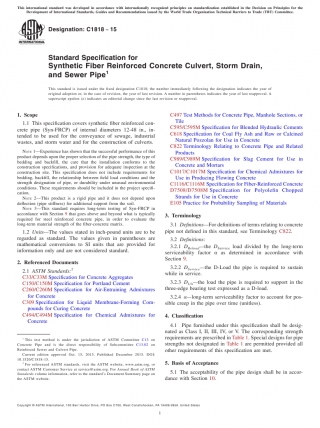 This international standard was developed in accordance with internationally recognized principles on standardization established in the Decision on Principles for the
Development of International Standards, Guides and Recommendations issued by the World Trade Organization Technical Barriers to Trade (TBT) Committee.
Designation: C1818 − 15
Standard Specification for
Synthetic Fiber Reinforced Concrete Culvert, Storm Drain,
and Sewer Pipe1
This standard is issued under the fixed designation C1818; the number immediately following the designation indicates the year of
original adoption or, in the case of revision, the year of last revision. A number in parentheses indicates the year of last reapproval. A
superscript epsilon (ε) indicates an editorial change since the last revision or reapproval.
1. Scope
1.1 This specification covers synthetic fiber reinforced con-
crete pipe (Syn-FRCP) of internal diameters 12-48 in., in-
tended to be used for the conveyance of sewage, industrial
wastes, and storm water and for the construction of culverts.
NOTE 1—Experience has shown that the successful performance of this
product depends upon the proper selection of the pipe strength, the type of
bedding and backfill, the care that the installation conforms to the
construction specifications, and provision for adequate inspection at the
construction site. This specification does not include requirements for
bedding, backfill, the relationship between field load conditions and the
strength designation of pipe, or durability under unusual environmental
conditions. These requirements should be included in the project specifi-
cation.
NOTE 2—This product is a rigid pipe and it does not depend upon
deflection (pipe stiffness) for additional support from the soil.
NOTE 3—This standard requires long-term testing of Syn-FRCP in
accordance with Section 9 that goes above and beyond what is typically
required for steel reinforced concrete pipe, in order to evaluate the
long-term material strength of the fiber-concrete matrix.
1.2 Units—The values stated in inch-pound units are to be
regarded as standard. The values given in parentheses are
mathematical conversions to SI units that are provided for
information only and are not considered standard.
2. Referenced Documents
2.1 ASTM Standards:2
C33/C33M Specification for Concrete Aggregates
C150/C150M Specification for Portland Cement
C260/C260M Specification for Air-Entraining Admixtures
for Concrete
C309 Specification for Liquid Membrane-Forming Com-
pounds for Curing Concrete
C494/C494M Specification for Chemical Admixtures for
Concrete
1 This test method is under the jurisdiction of ASTM Committee C13 on
Concrete Pipe and is the direct responsibility of Subcommittee C13.02 on
Reinforced Sewer and Culvert Pipe.
Current edition approved Oct. 15, 2015. Published December 2015. DOI:
10.1520/C1818-15.
2 For referenced ASTM standards, visit the ASTM website, www.astm.org, or
contact ASTM Customer Service at service@astm.org. For Annual Book of ASTM
Standards volume information, refer to the standard's Document Summary page on
the ASTM website.
C497 Test Methods for Concrete Pipe, Manhole Sections, or
Tile
C595/C595M Specification for Blended Hydraulic Cements
C618 Specification for Coal Fly Ash and Raw or Calcined
Natural Pozzolan for Use in Concrete
C822 Terminology Relating to Concrete Pipe and Related
Products
C989/C989M Specification for Slag Cement for Use in
Concrete and Mortars
C1017/C1017M Specification for Chemical Admixtures for
Use in Producing Flowing Concrete
C1116/C1116M Specification for Fiber-Reinforced Concrete
D7508/D7508M Specification for Polyolefin Chopped
Strands for Use in Concrete
E105 Practice for Probability Sampling of Materials
3. Terminology
3.1 Definitions—For definitions of terms relating to concrete
pipe not defined in this standard, see Terminology C822.
3.2 Definitions:
load divided by the long-term
serviceability factor α as determined in accordance with
Section 9.
the D-Load the pipe is required to sustain
while in service.
the load the pipe is required to support in the
three-edge bearing test expressed as a D-load.
3.2.4 α—long-term serviceability factor to account for pos-
sible creep in the pipe over time (unitless).
4. Classification
4.1 Pipe furnished under this specification shall be desig-
nated as Class I, II, III, IV, or V. The corresponding strength
requirements are prescribed in Table 1. Special designs for pipe
strengths not designated in Table 1 are permitted provided all
other requirements of this specification are met.
5. Basis of Acceptance
5.1 The acceptability of the pipe design shall be in accor-
dance with Section 10.
Copyright © ASTM International, 100 Barr Harbor Drive, PO Box C700, West Conshohocken, PA 19428-2959. United States
1